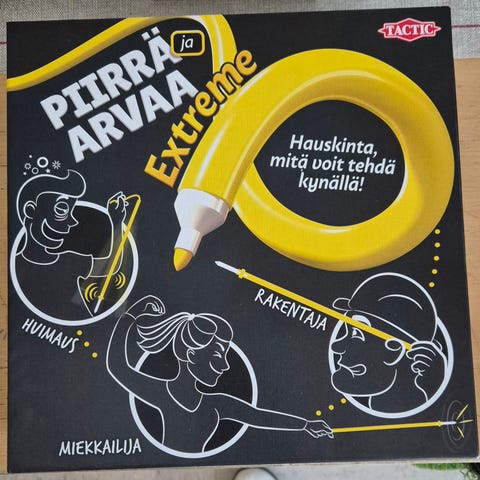 TACTIC
PIIRRÄ ja
ARVAA
Extreme
Hauskinta,
mitä voit tehdä
kynällä!
RAKENTAJA
HUIMAUS
MIEKKAILIJA